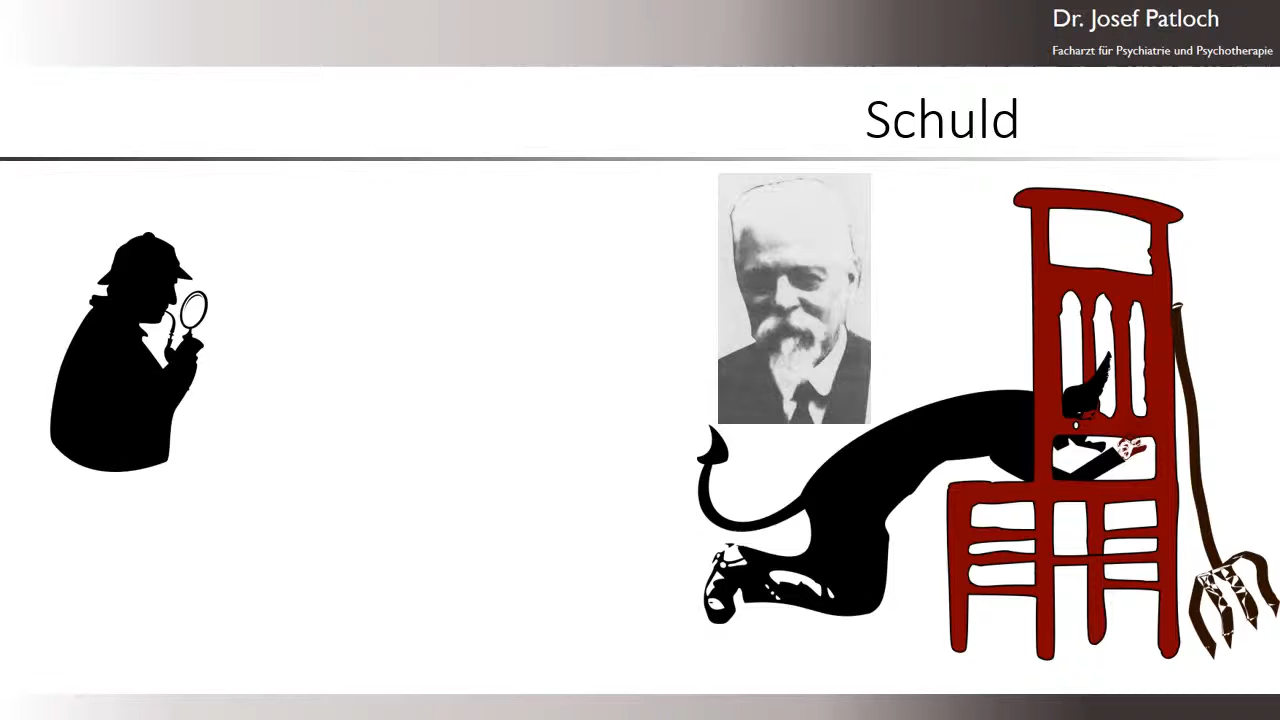 Dr. Josef Patloch
Facharzt für Psychiatrie und Psychotherapie
Schuld